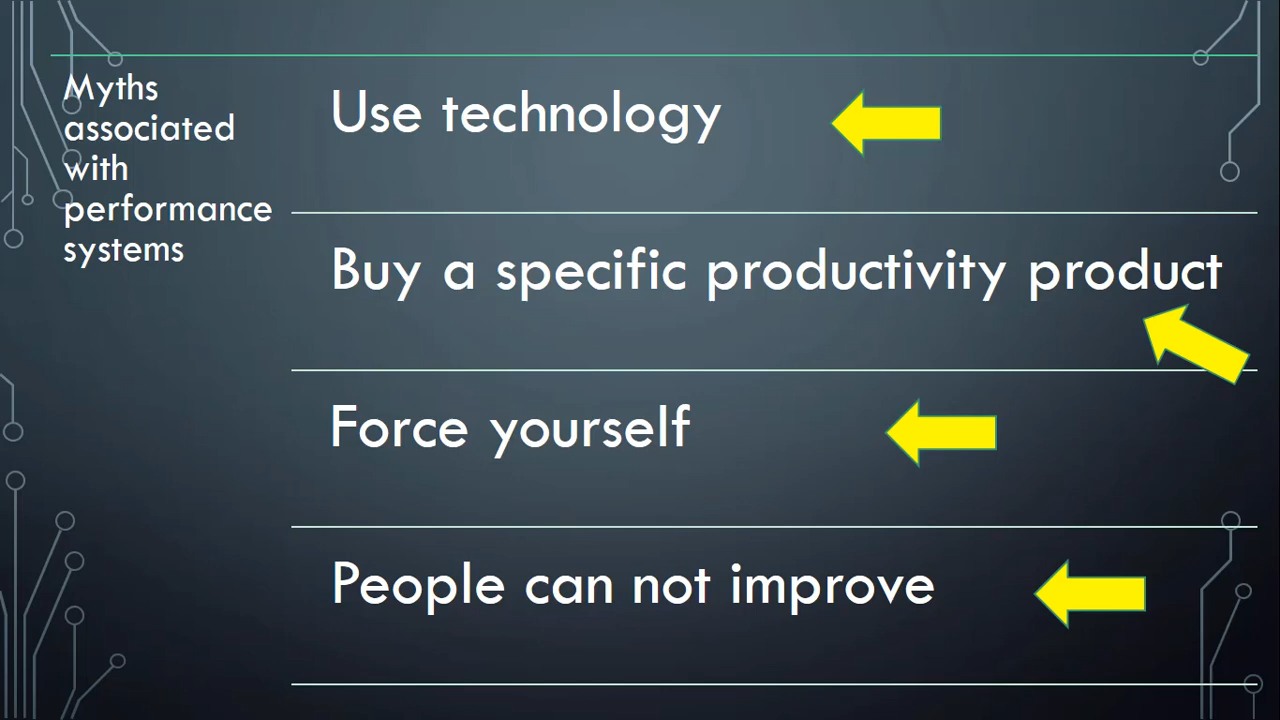 Myths
associated
with
performance
systems
Use technology
Buy a specific productivity product
Force yourself
People can not improve